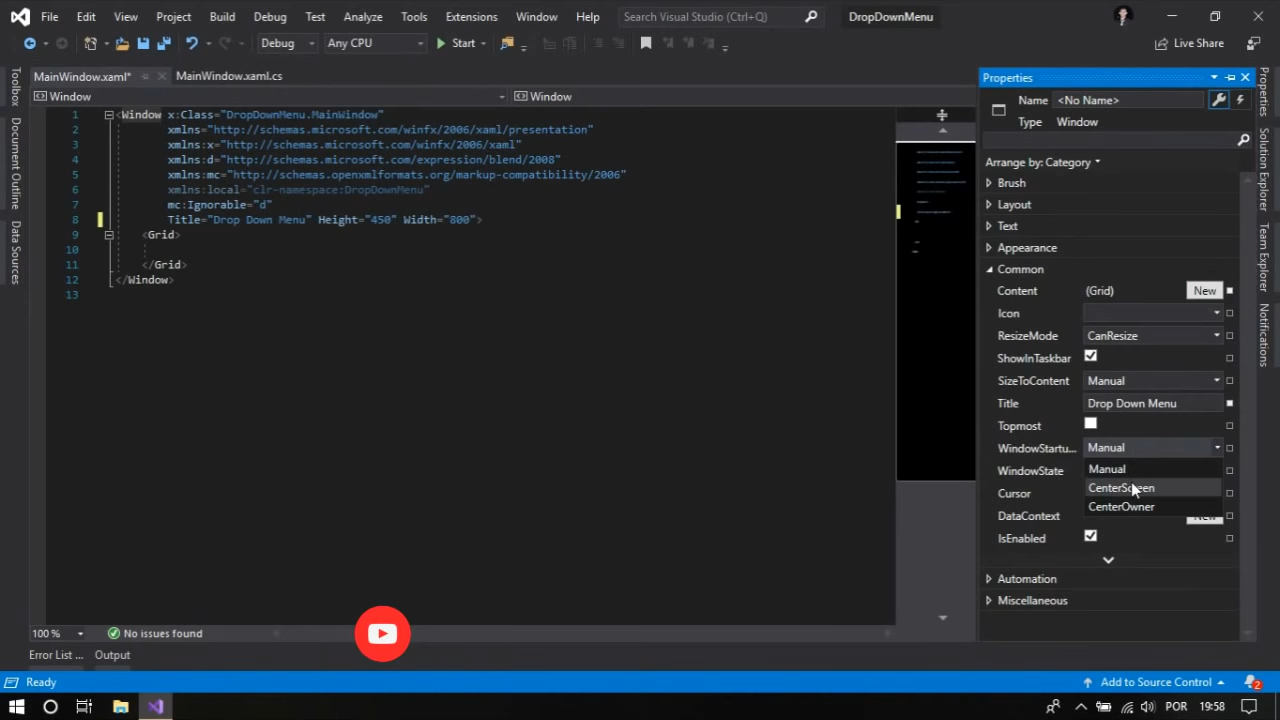 File Edit View Project Build Debug Test Analyze Tools Extensions Window Help Search Visual Studio (Ctrl+Q) DropDownMenu
Debug Any CPU Start Live Share
MainWindow.xaml* MainWindow.xaml.cs
Window Window
Toolbox
Document Outline
Data Sources
1 <Window x:Class="DropDownMenu.MainWindow"
2 xmlns="http://schemas.microsoft.com/winfx/2006/xaml/presentation"
3 xmlns:x="http://schemas.microsoft.com/winfx/2006/xaml"
4 xmlns:d="http://schemas.microsoft.com/expression/blend/2008"
5 xmlns:mc="http://schemas.openxmlformats.org/markup-compatibility/2006"
6 xmlns:local="clr-namespace:DropDownMenu"
7 mc:Ignorable="d"
8 Title="Drop Down Menu" Height="450" Width="800">
9 <Grid>
10
11 </Grid>
12 </Window>
13
Properties
Name <No Name>
Type Window
Arrange by: Category
Brush
Layout
Text
Appearance
Common
Content (Grid) New
Icon
ResizeMode CanResize
ShowInTaskbar
SizeToContent Manual
Title Drop Down Menu
Topmost
WindowStartu... Manual
Manual
WindowState
CenterScreen
Cursor
CenterOwner
DataContext
IsEnabled
Automation
Miscellaneous
Properties
Solution Explorer
Team Explorer
Notifications
100 % No issues found
Error List ... Output
Ready Add to Source Control 2
POR 19:58